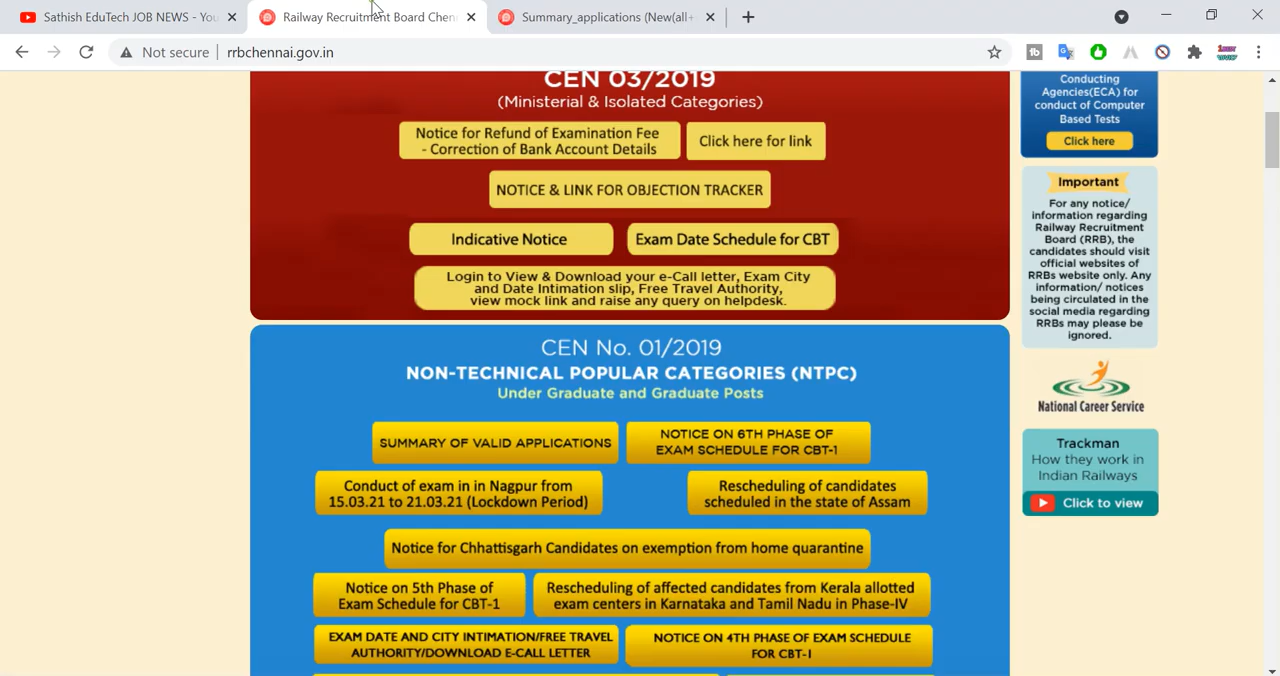 Sathish EduTech JOB NEWS - You
Railway Recruitment Board Chenn
Summary_applications (New(all+
Not secure
rrbchennai.gov.in
CEN 03/2019
(Ministerial & Isolated Categories)
Notice for Refund of Examination Fee
- Correction of Bank Account Details
Click here for link
NOTICE & LINK FOR OBJECTION TRACKER
Indicative Notice
Exam Date Schedule for CBT
Login to View & Download your e-Call letter, Exam City
and Date Intimation slip, Free Travel Authority,
view mock link and raise any query on helpdesk.
CEN No. 01/2019
NON-TECHNICAL POPULAR CATEGORIES (NTPC)
Under Graduate and Graduate Posts
SUMMARY OF VALID APPLICATIONS
NOTICE ON 6TH PHASE OF
EXAM SCHEDULE FOR CBT-1
Conduct of exam in in Nagpur from
15.03.21 to 21.03.21 (Lockdown Period)
Rescheduling of candidates
scheduled in the state of Assam
Notice for Chhattisgarh Candidates on exemption from home quarantine
Notice on 5th Phase of
Exam Schedule for CBT-1
Rescheduling of affected candidates from Kerala allotted
exam centers in Karnataka and Tamil Nadu in Phase-IV
EXAM DATE AND CITY INTIMATION/FREE TRAVEL
AUTHORITY/DOWNLOAD E-CALL LETTER
NOTICE ON 4TH PHASE OF EXAM SCHEDULE
FOR CBT-1
Conducting
Agencies(ECA) for
conduct of Computer
Based Tests
Click here
Important
For any notice/
information regarding
Railway Recruitment
Board (RRB), the
candidates should visit
official websites of
RRBs website only. Any
information/ notices
being circulated in the
social media regarding
RRBs may please be
ignored.
National Career Service
Trackman
How they work in
Indian Railways
Click to view